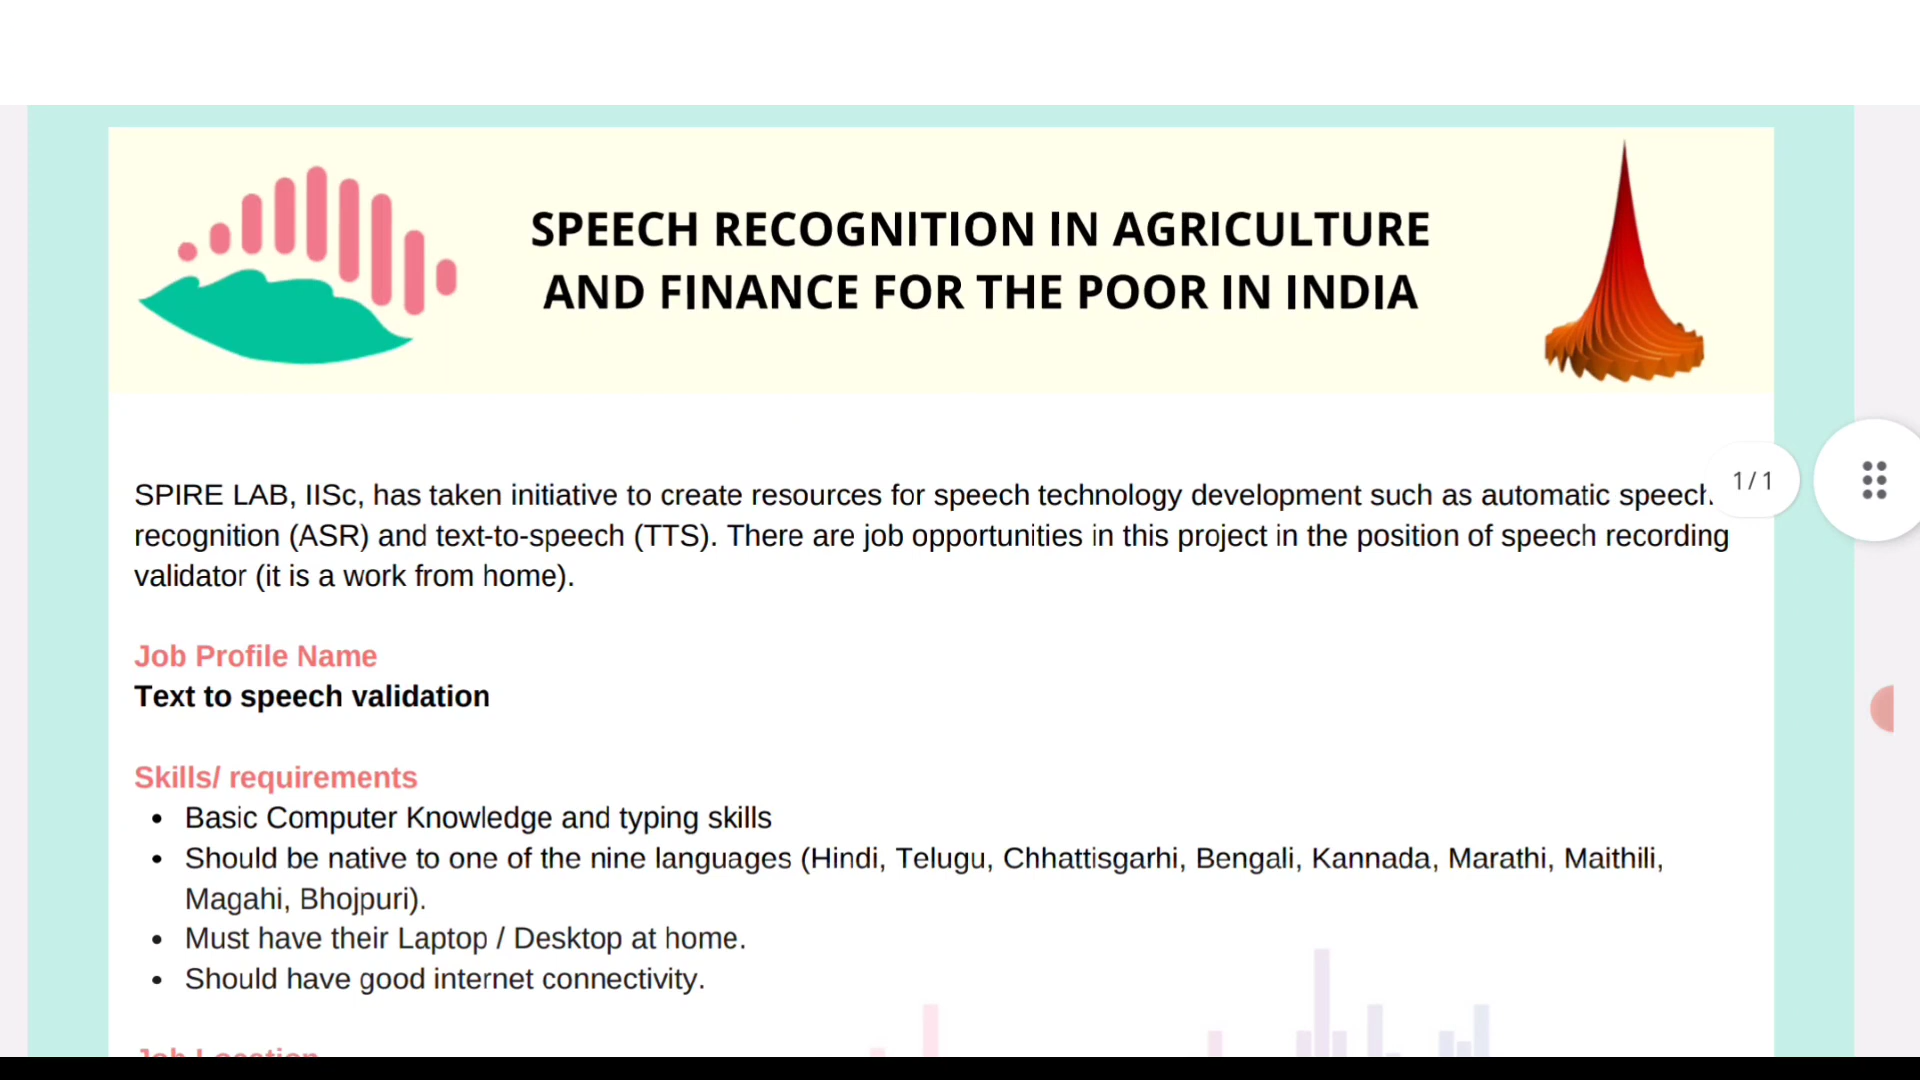 SPEECH RECOGNITION IN AGRICULTURE
AND FINANCE FOR THE POOR IN INDIA
SPIRE LAB, IISc, has taken initiative to create resources for speech technology development such as automatic speech
1/1
recognition (ASR) and text-to-speech (TTS). There are job opportunities in this project in the position of speech recording
validator (it is a work from home).
Job Profile Name
Text to speech validation
Skills/ requirements
• Basic Computer Knowledge and typing skills
• Should be native to one of the nine languages (Hindi, Telugu, Chhattisgarhi, Bengali, Kannada, Marathi, Maithili,
Magahi, Bhojpuri).
• Must have their Laptop / Desktop at home.
• Should have good internet connectivity.
Job Location